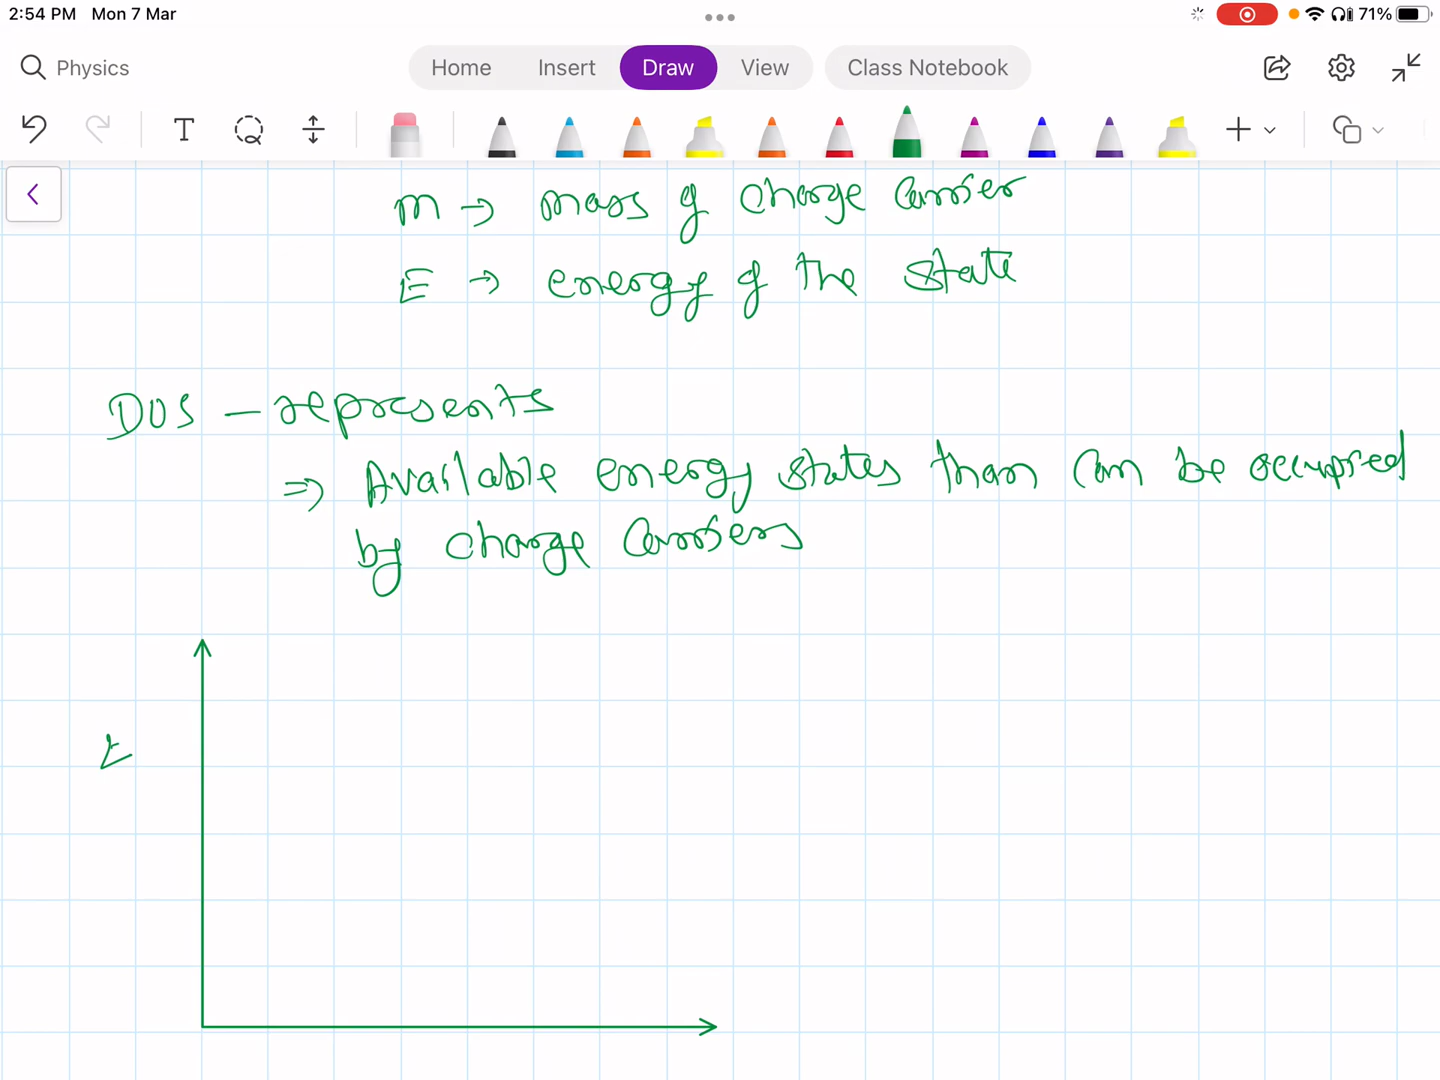 2:54 PM Mon 7 Mar 71%
Physics Home Insert Draw View Class Notebook
T
m → mass of charge carrier
E → energy of the state
DOS - represents
⇒ Available energy states than can be occupied
by charge carriers
E